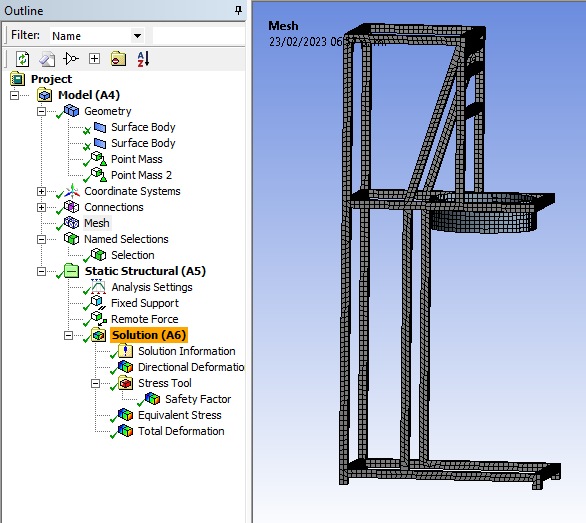 Outline
Filter: Name
Project
Model (A4)
Geometry
Surface Body
Surface Body
Point Mass
Point Mass 2
Coordinate Systems
Connections
Mesh
Named Selections
Selection
Static Structural (A5)
Analysis Settings
Fixed Support
Remote Force
Solution (A6)
Solution Information
Directional Deformatio
Stress Tool
Safety Factor
Equivalent Stress
Total Deformation
Mesh
23/02/2023 06